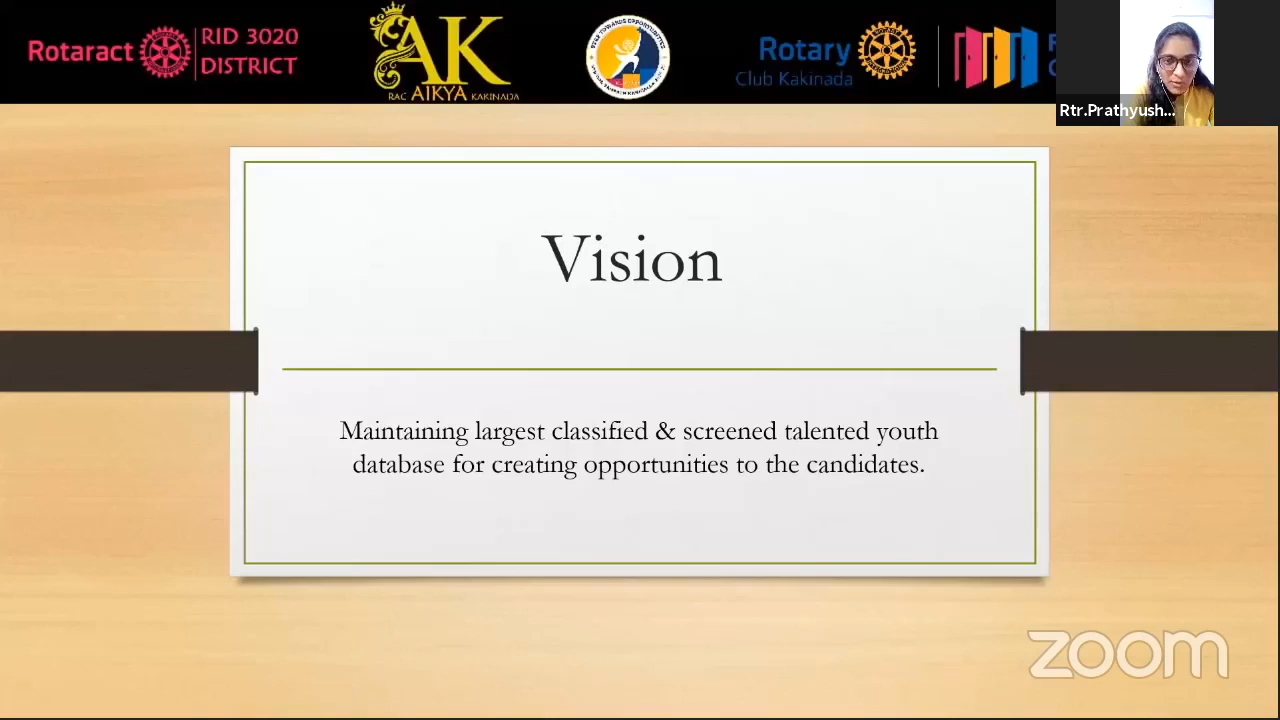 Rotaract
RID 3020
DISTRICT
AK
RAC AIKYA KAKINADA
Rotary
Club Kakinada
Rtr.Prathyush...
Vision
Maintaining largest classified & screened talented youth
database for creating opportunities to the candidates.
zoom